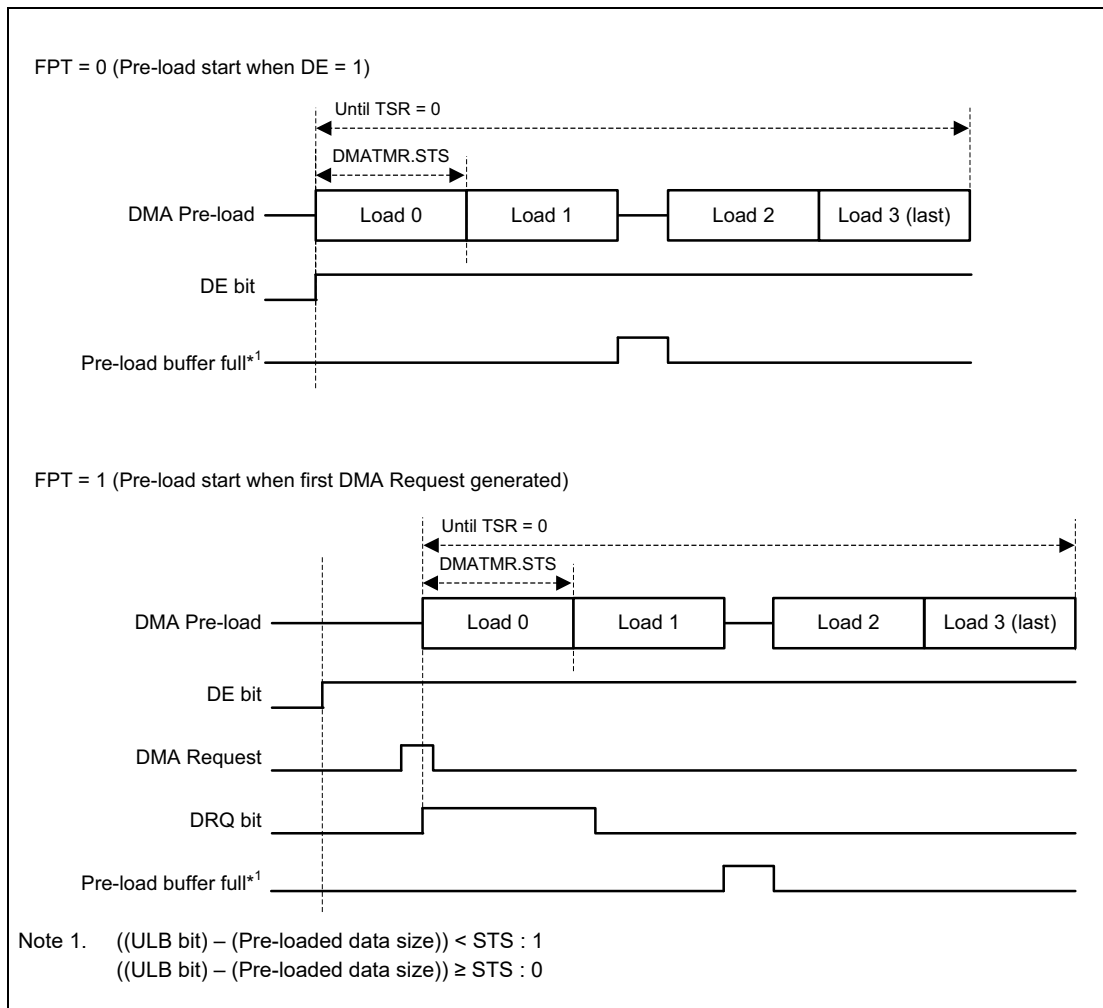 FPT = 0 (Pre-load start when DE = 1)
Until TSR = 0
DMATMR.STS
DMA Pre-load
Load 0
Load 1
Load 2
Load 3 (last)
DE bit
Pre-load buffer full*1
FPT = 1 (Pre-load start when first DMA Request generated)
Until TSR = 0
DMATMR.STS
DMA Pre-load
Load 0
Load 1
Load 2
Load 3 (last)
DE bit
DMA Request
DRQ bit
Pre-load buffer full*1
Note 1. ((ULB bit) – (Pre-loaded data size)) < STS : 1
((ULB bit) – (Pre-loaded data size)) ≥ STS : 0